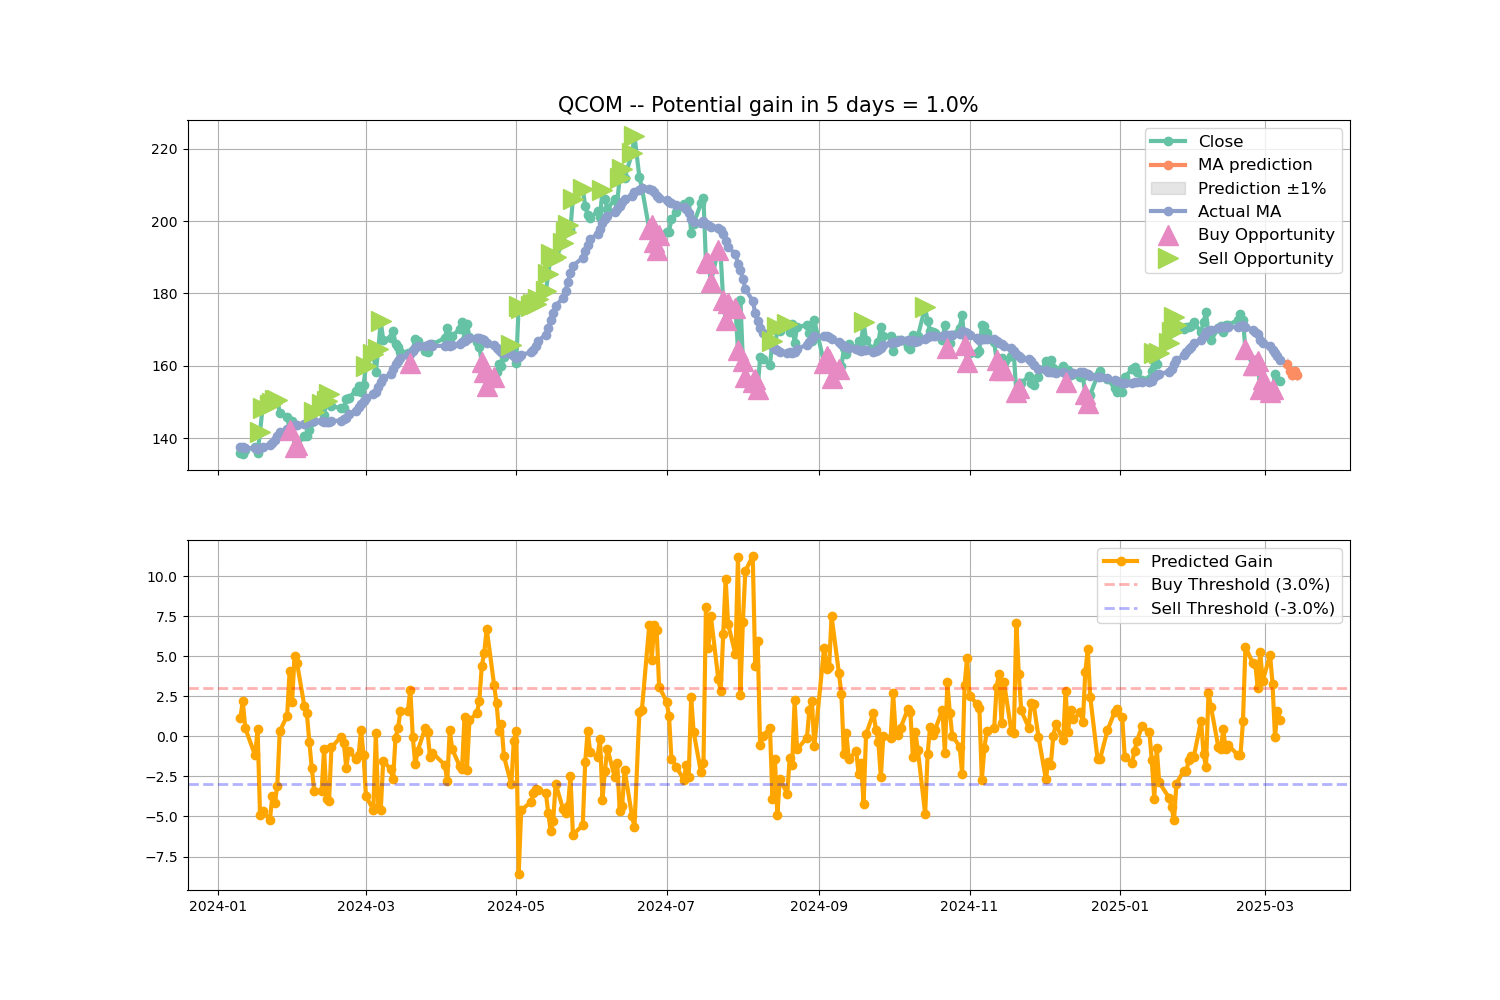 QCOM -- Potential gain in 5 days = 1.0%
220
200
180
160
140
Close
MA prediction
Prediction ±1%
Actual MA
Buy Opportunity
Sell Opportunity
10.0
7.5
5.0
2.5
0.0
−2.5
−5.0
−7.5
Predicted Gain
Buy Threshold (3.0%)
Sell Threshold (-3.0%)
2024-01 2024-03 2024-05 2024-07 2024-09 2024-11 2025-01 2025-03